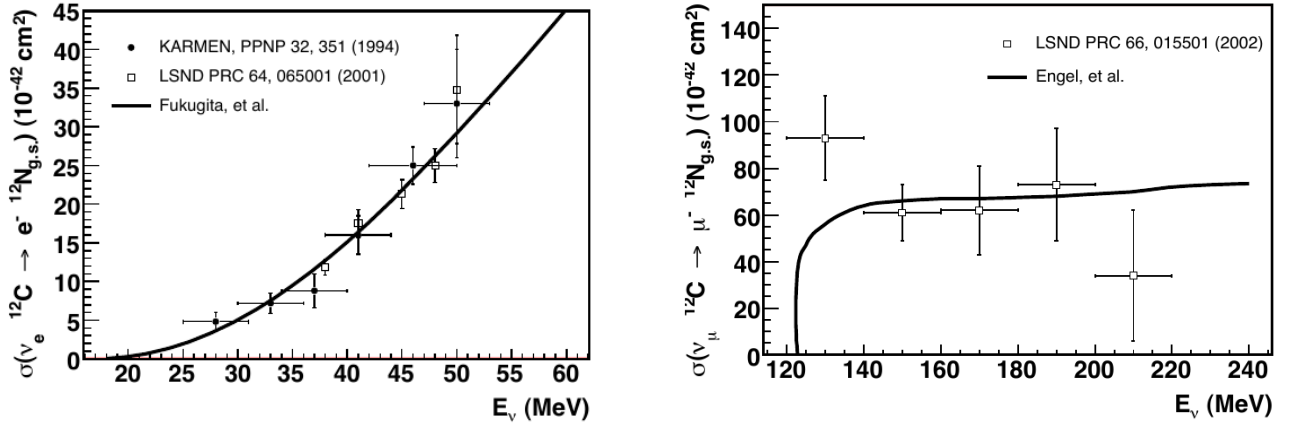 σ(νe 12C → e- 12Ng.s.) (10-42 cm2)
45
40
35
30
25
20
15
10
5
0
KARMEN, PPNP 32, 351 (1994)
LSND PRC 64, 065001 (2001)
Fukugita, et al.
20 25 30 35 40 45 50 55 60
Eν (MeV)
σ(νμ 12C → μ- 12Ng.s.) (10-42 cm2)
140
120
100
80
60
40
20
0
LSND PRC 66, 015501 (2002)
Engel, et al.
120 140 160 180 200 220 240
Eν (MeV)